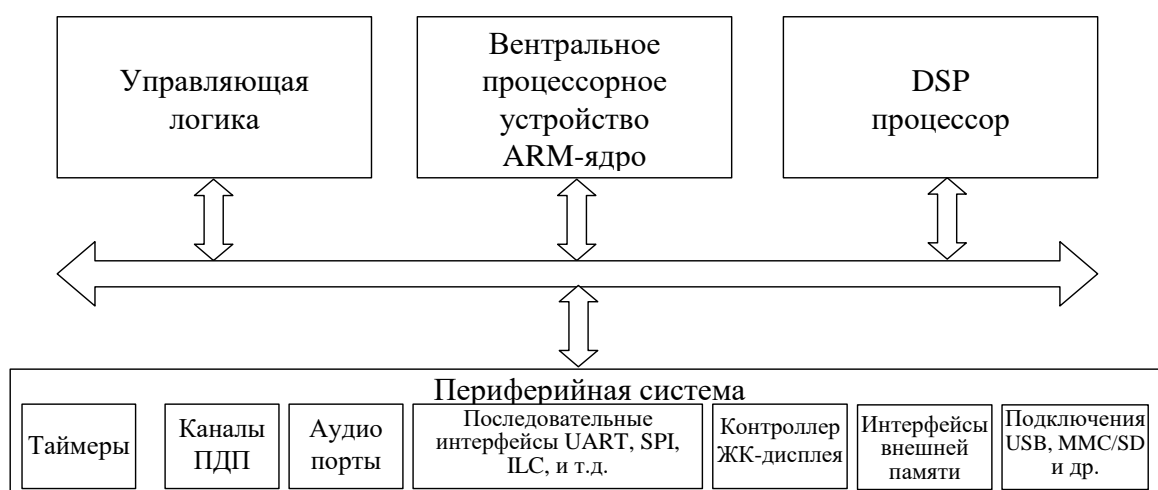 Управляющая
логика
Вентральное
процессорное
устройство
ARM-ядро
DSP
процессор
Периферийная система
Таймеры
Каналы
ПДП
Аудио
порты
Последовательные
интерфейсы UART, SPI,
ILC, и т.д.
Контроллер
ЖК-дисплея
Интерфейсы
внешней
памяти
Подключения
USB, MMC/SD
и др.